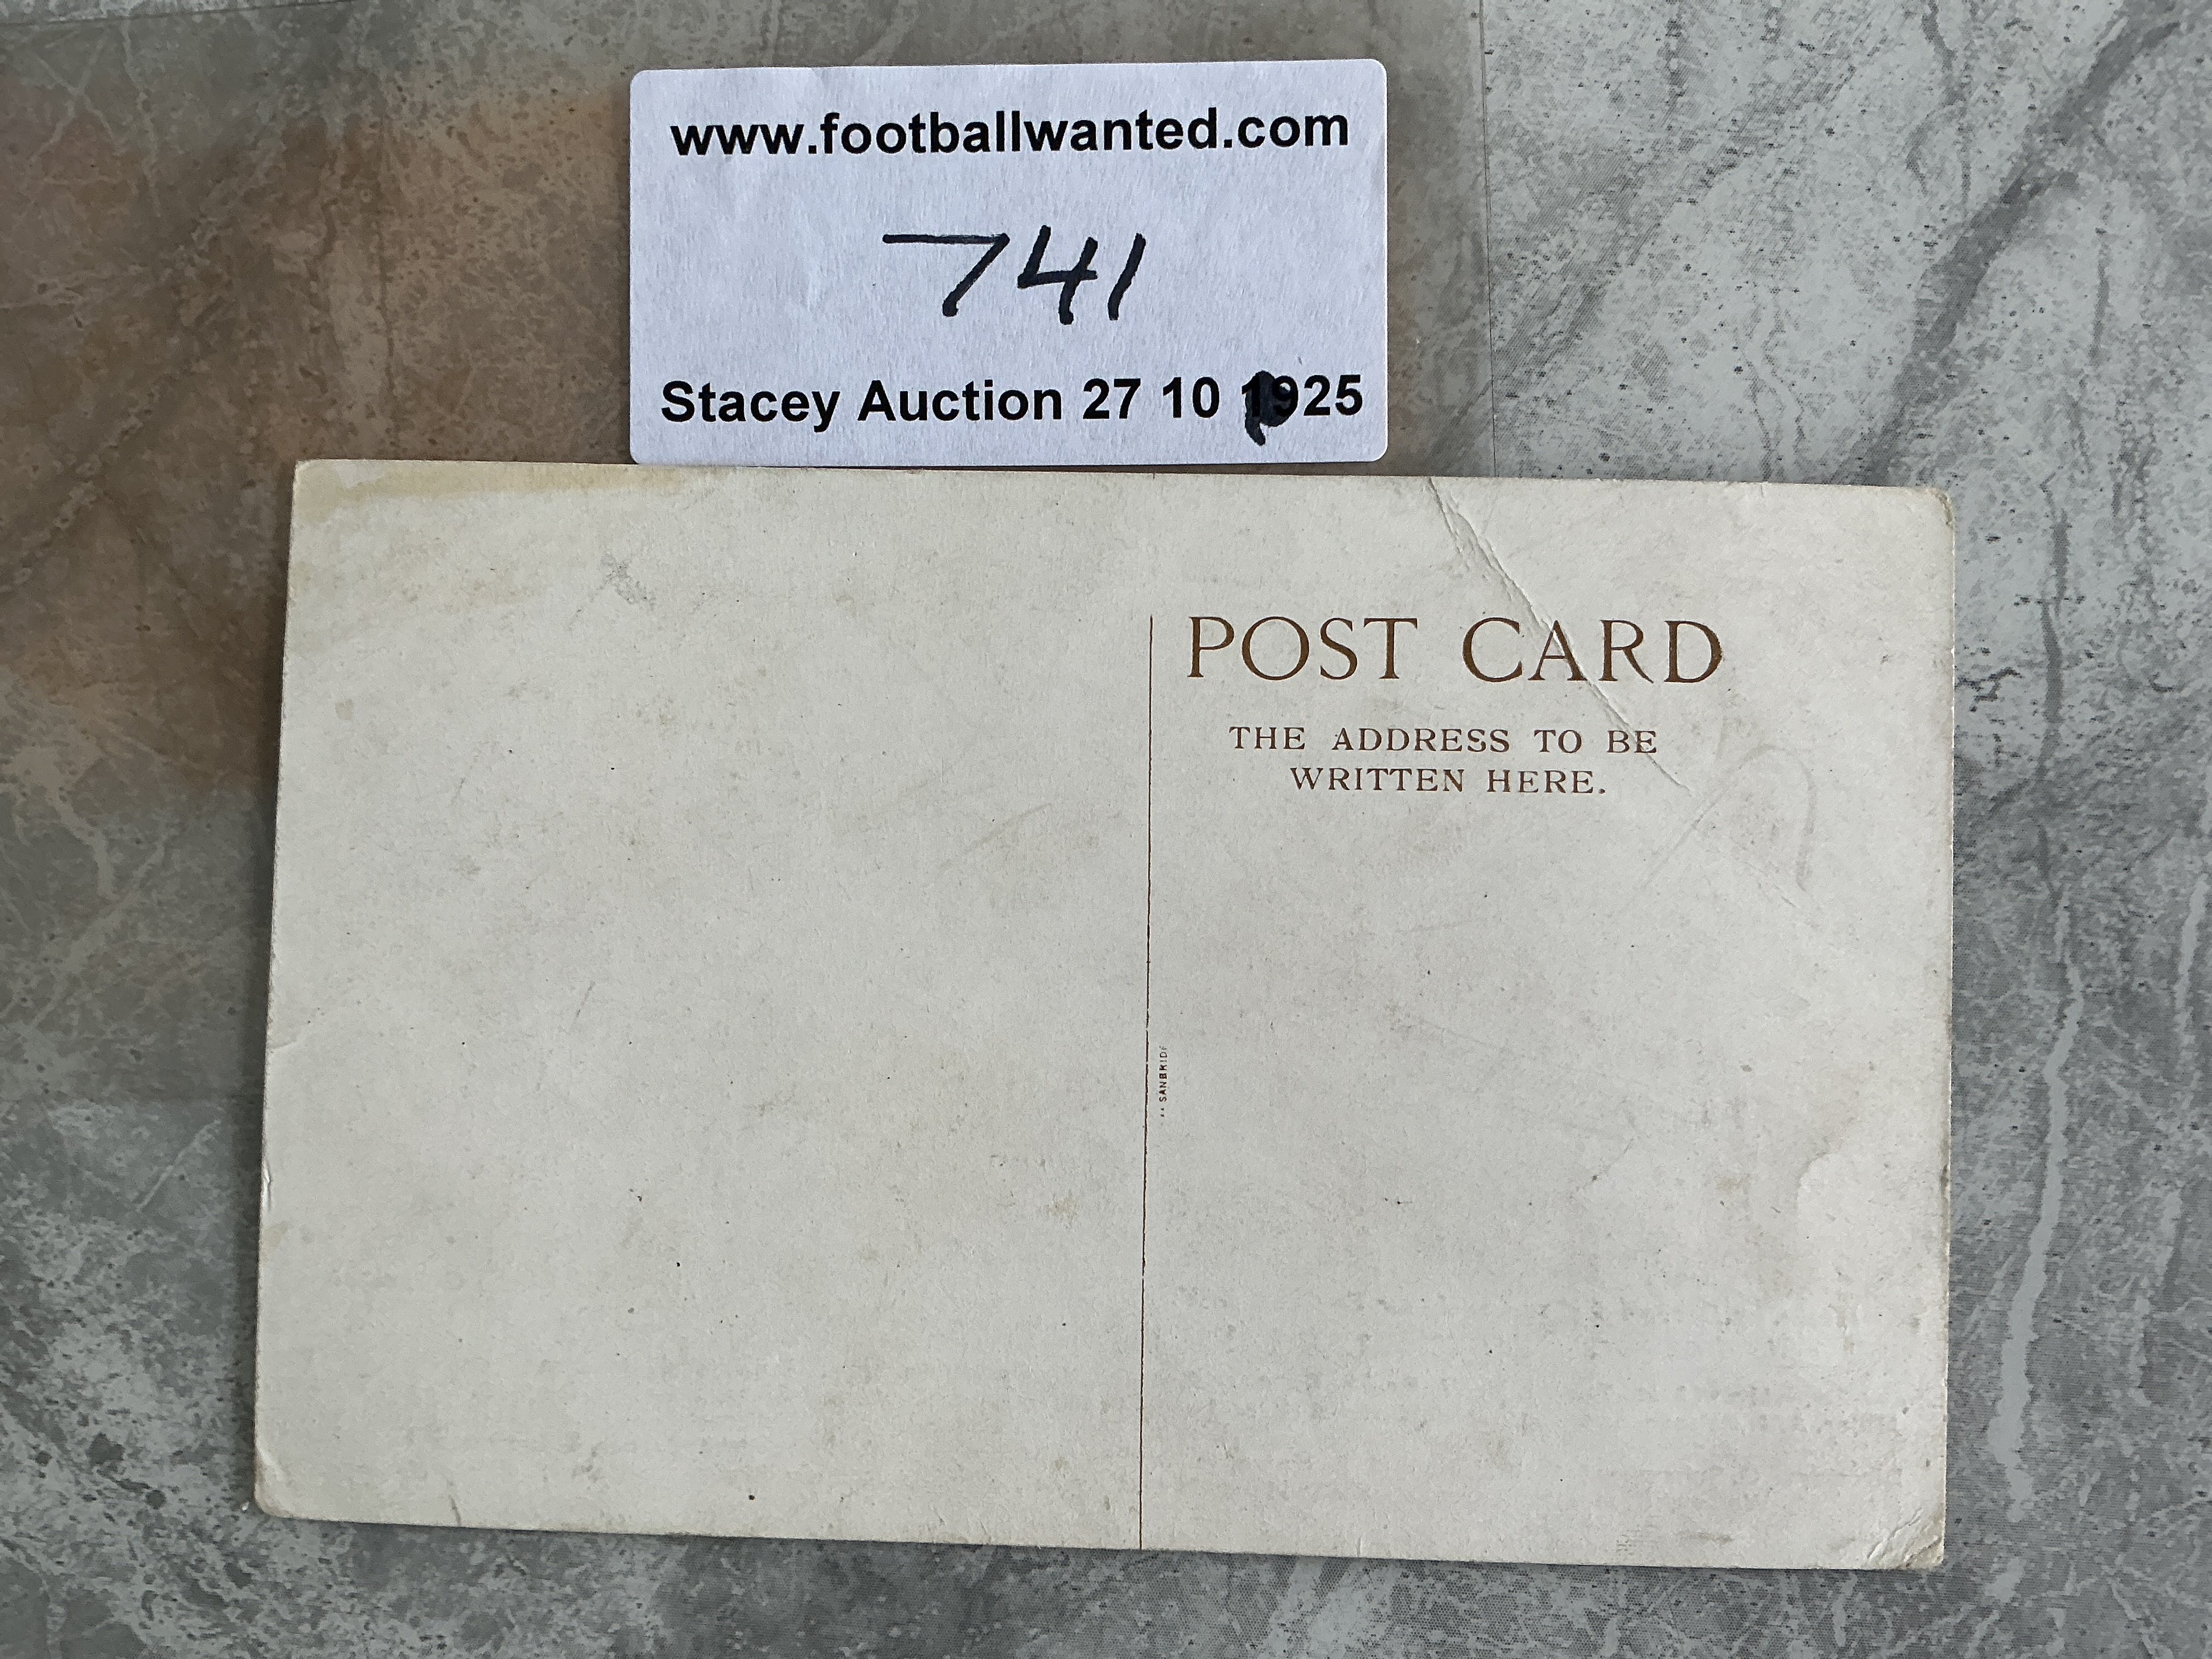 www.footballwanted.com
741
Stacey Auction 27 10 1925
POST CARD
THE ADDRESS TO BE
WRITTEN HERE.